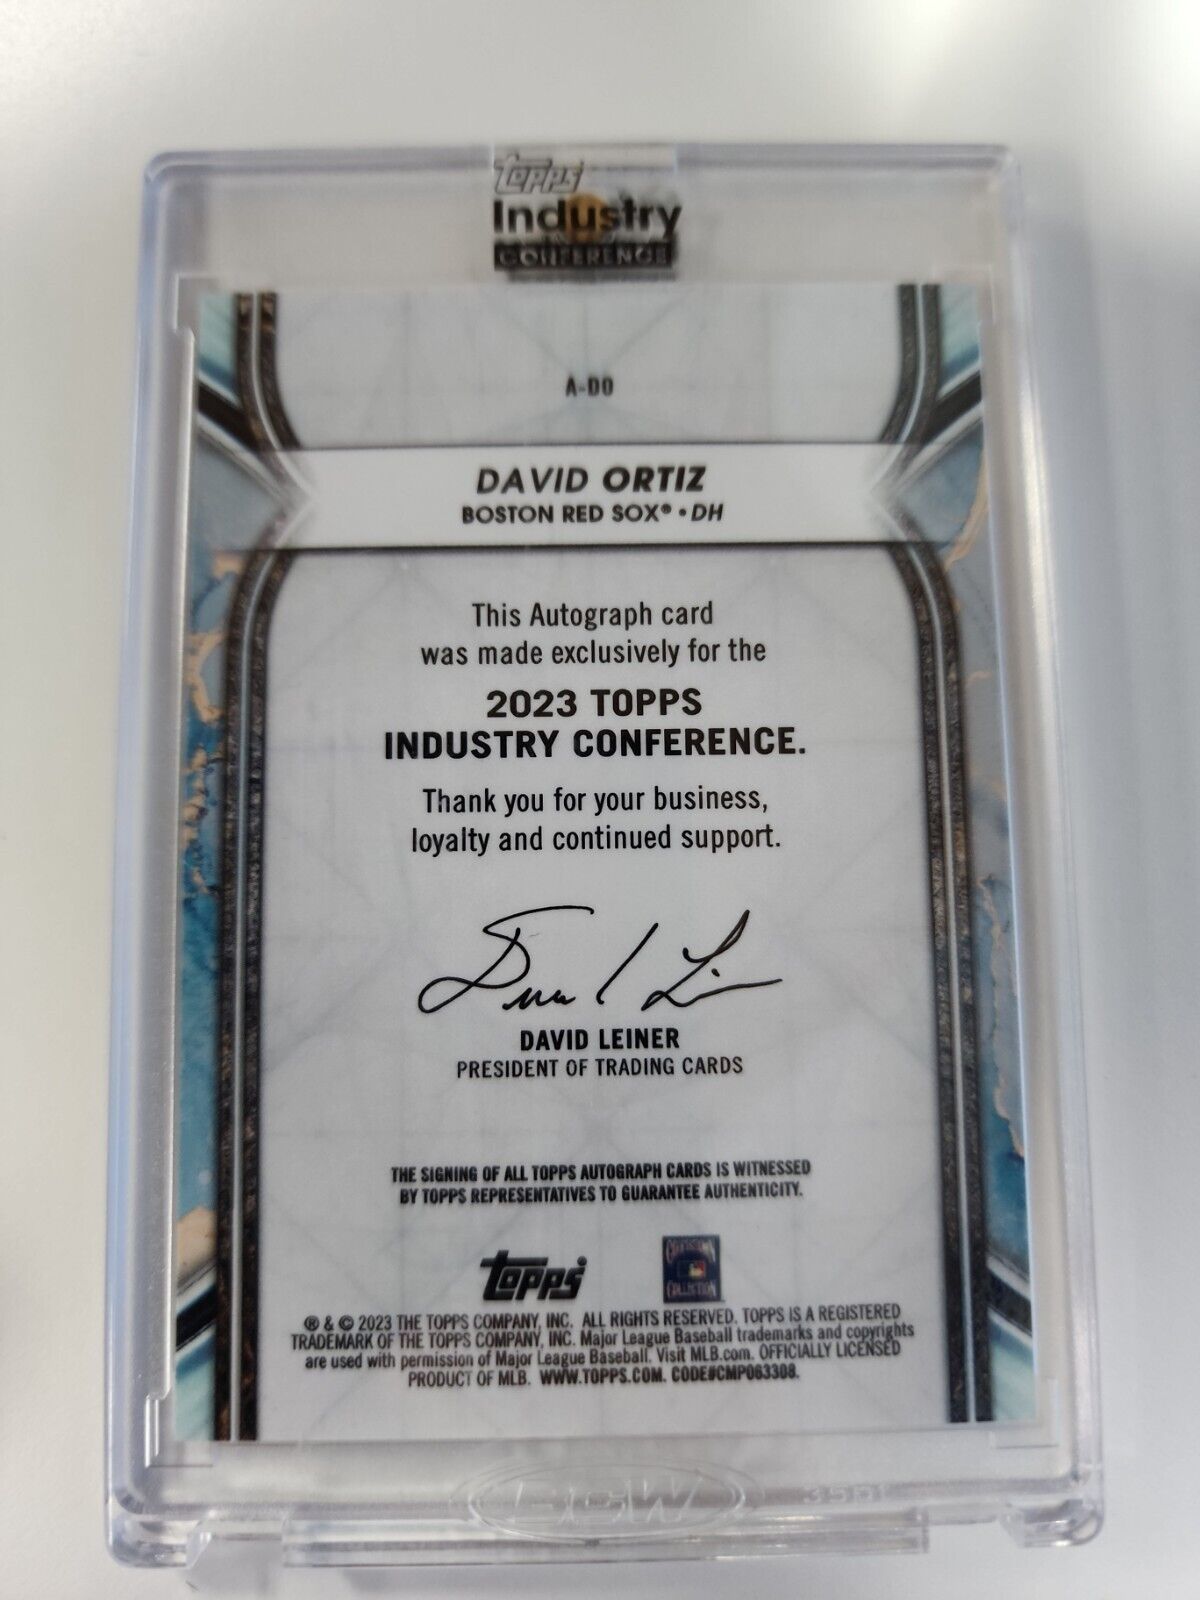 Topps
Industry
CONFERENCE
A-DO
DAVID ORTIZ
BOSTON RED SOX® • DH
This Autograph card
was made exclusively for the
2023 TOPPS
INDUSTRY CONFERENCE.
Thank you for your business,
loyalty and continued support.
DAVID LEINER
PRESIDENT OF TRADING CARDS
THE SIGNING OF ALL TOPPS AUTOGRAPH CARDS IS WITNESSED
BY TOPPS REPRESENTATIVES TO GUARANTEE AUTHENTICITY.
Topps
COOPERSTOWN
COLLECTION
® & © 2023 THE TOPPS COMPANY, INC. ALL RIGHTS RESERVED. TOPPS IS A REGISTERED
TRADEMARK OF THE TOPPS COMPANY, INC. Major League Baseball trademarks and copyrights
are used with permission of Major League Baseball. Visit MLB.com. OFFICIALLY LICENSED
PRODUCT OF MLB. WWW.TOPPS.COM. CODE#CMP063308.